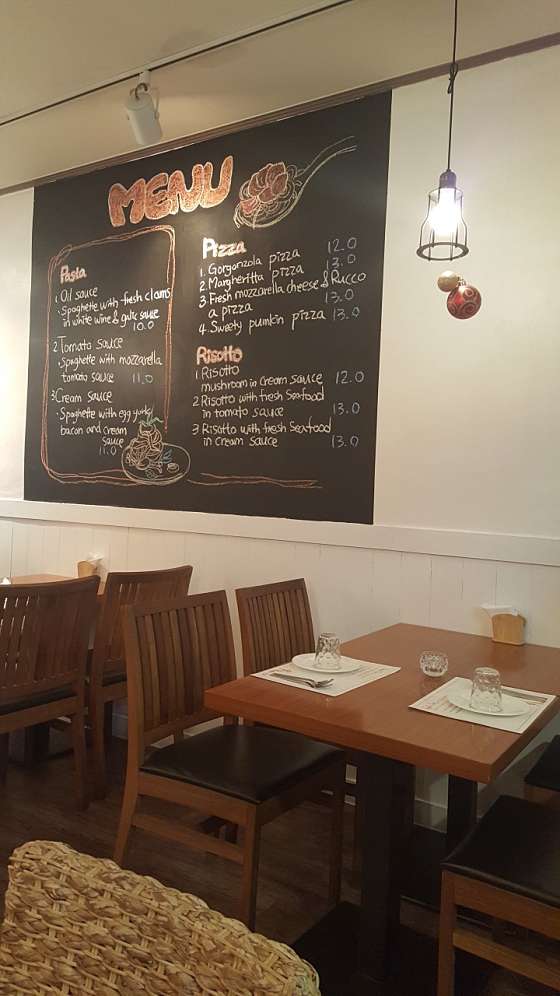 MENU
Pasta
1 Oil sauce
. Spaghette with fresh clams
in white wine & garlic sauce
10.0
2 Tomato sauce
. Spaghette with mozzarella
tomato sauce 11.0
3 Cream sauce
. Spaghette with egg yunky
bacon and cream
sauce
11.0
Pizza
1. Gorgonzola pizza 12.0
2. Margheritta pizza 13.0
3. Fresh mozzarella cheese & Rucco
a pizza 13.0
4. Sweety pumkin pizza 13.0
Risotto
1 Risotto
mushroom in cream sauce 12.0
2 Risotto with fresh Seafood
in tomato sauce 13.0
3 Risotto with fresh Seafood
in cream sauce 13.0